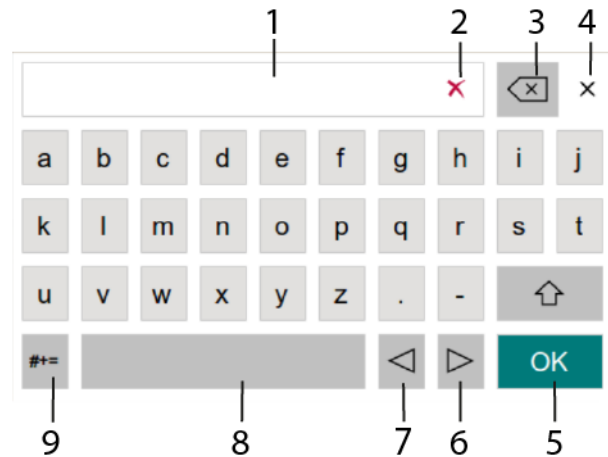 1 2 3 4
a b c d e f g h i j
k l m n o p q r s t
u v w x y z . -
#+= OK
9 8 7 6 5